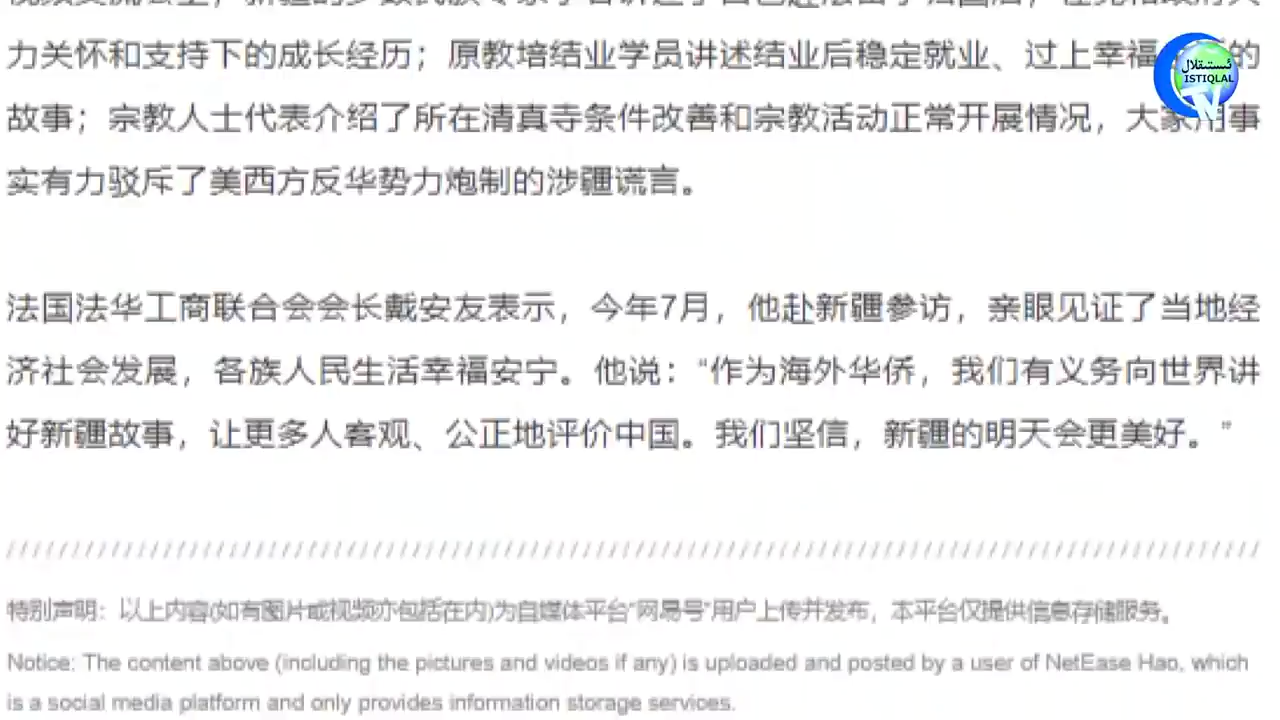 力关怀和支持下的成长经历；原教培结业学员讲述结业后稳定就业、过上幸福 的
故事；宗教人士代表介绍了所在清真寺条件改善和宗教活动正常开展情况，大家用事
实有力驳斥了美西方反华势力炮制的涉疆谎言。
法国法华工商联合会会长戴安友表示，今年7月，他赴新疆参访，亲眼见证了当地经
济社会发展，各族人民生活幸福安宁。他说：“作为海外华侨，我们有义务向世界讲
好新疆故事，让更多人客观、公正地评价中国。我们坚信，新疆的明天会更美好。”
特别声明：以上内容(如有图片或视频亦包括在内)为自媒体平台“网易号”用户上传并发布，本平台仅提供信息存储服务。
Notice: The content above (including the pictures and videos if any) is uploaded and posted by a user of NetEase Hao, which
is a social media platform and only provides information storage services.
ئىستىقلال
ISTIQLAL
TV